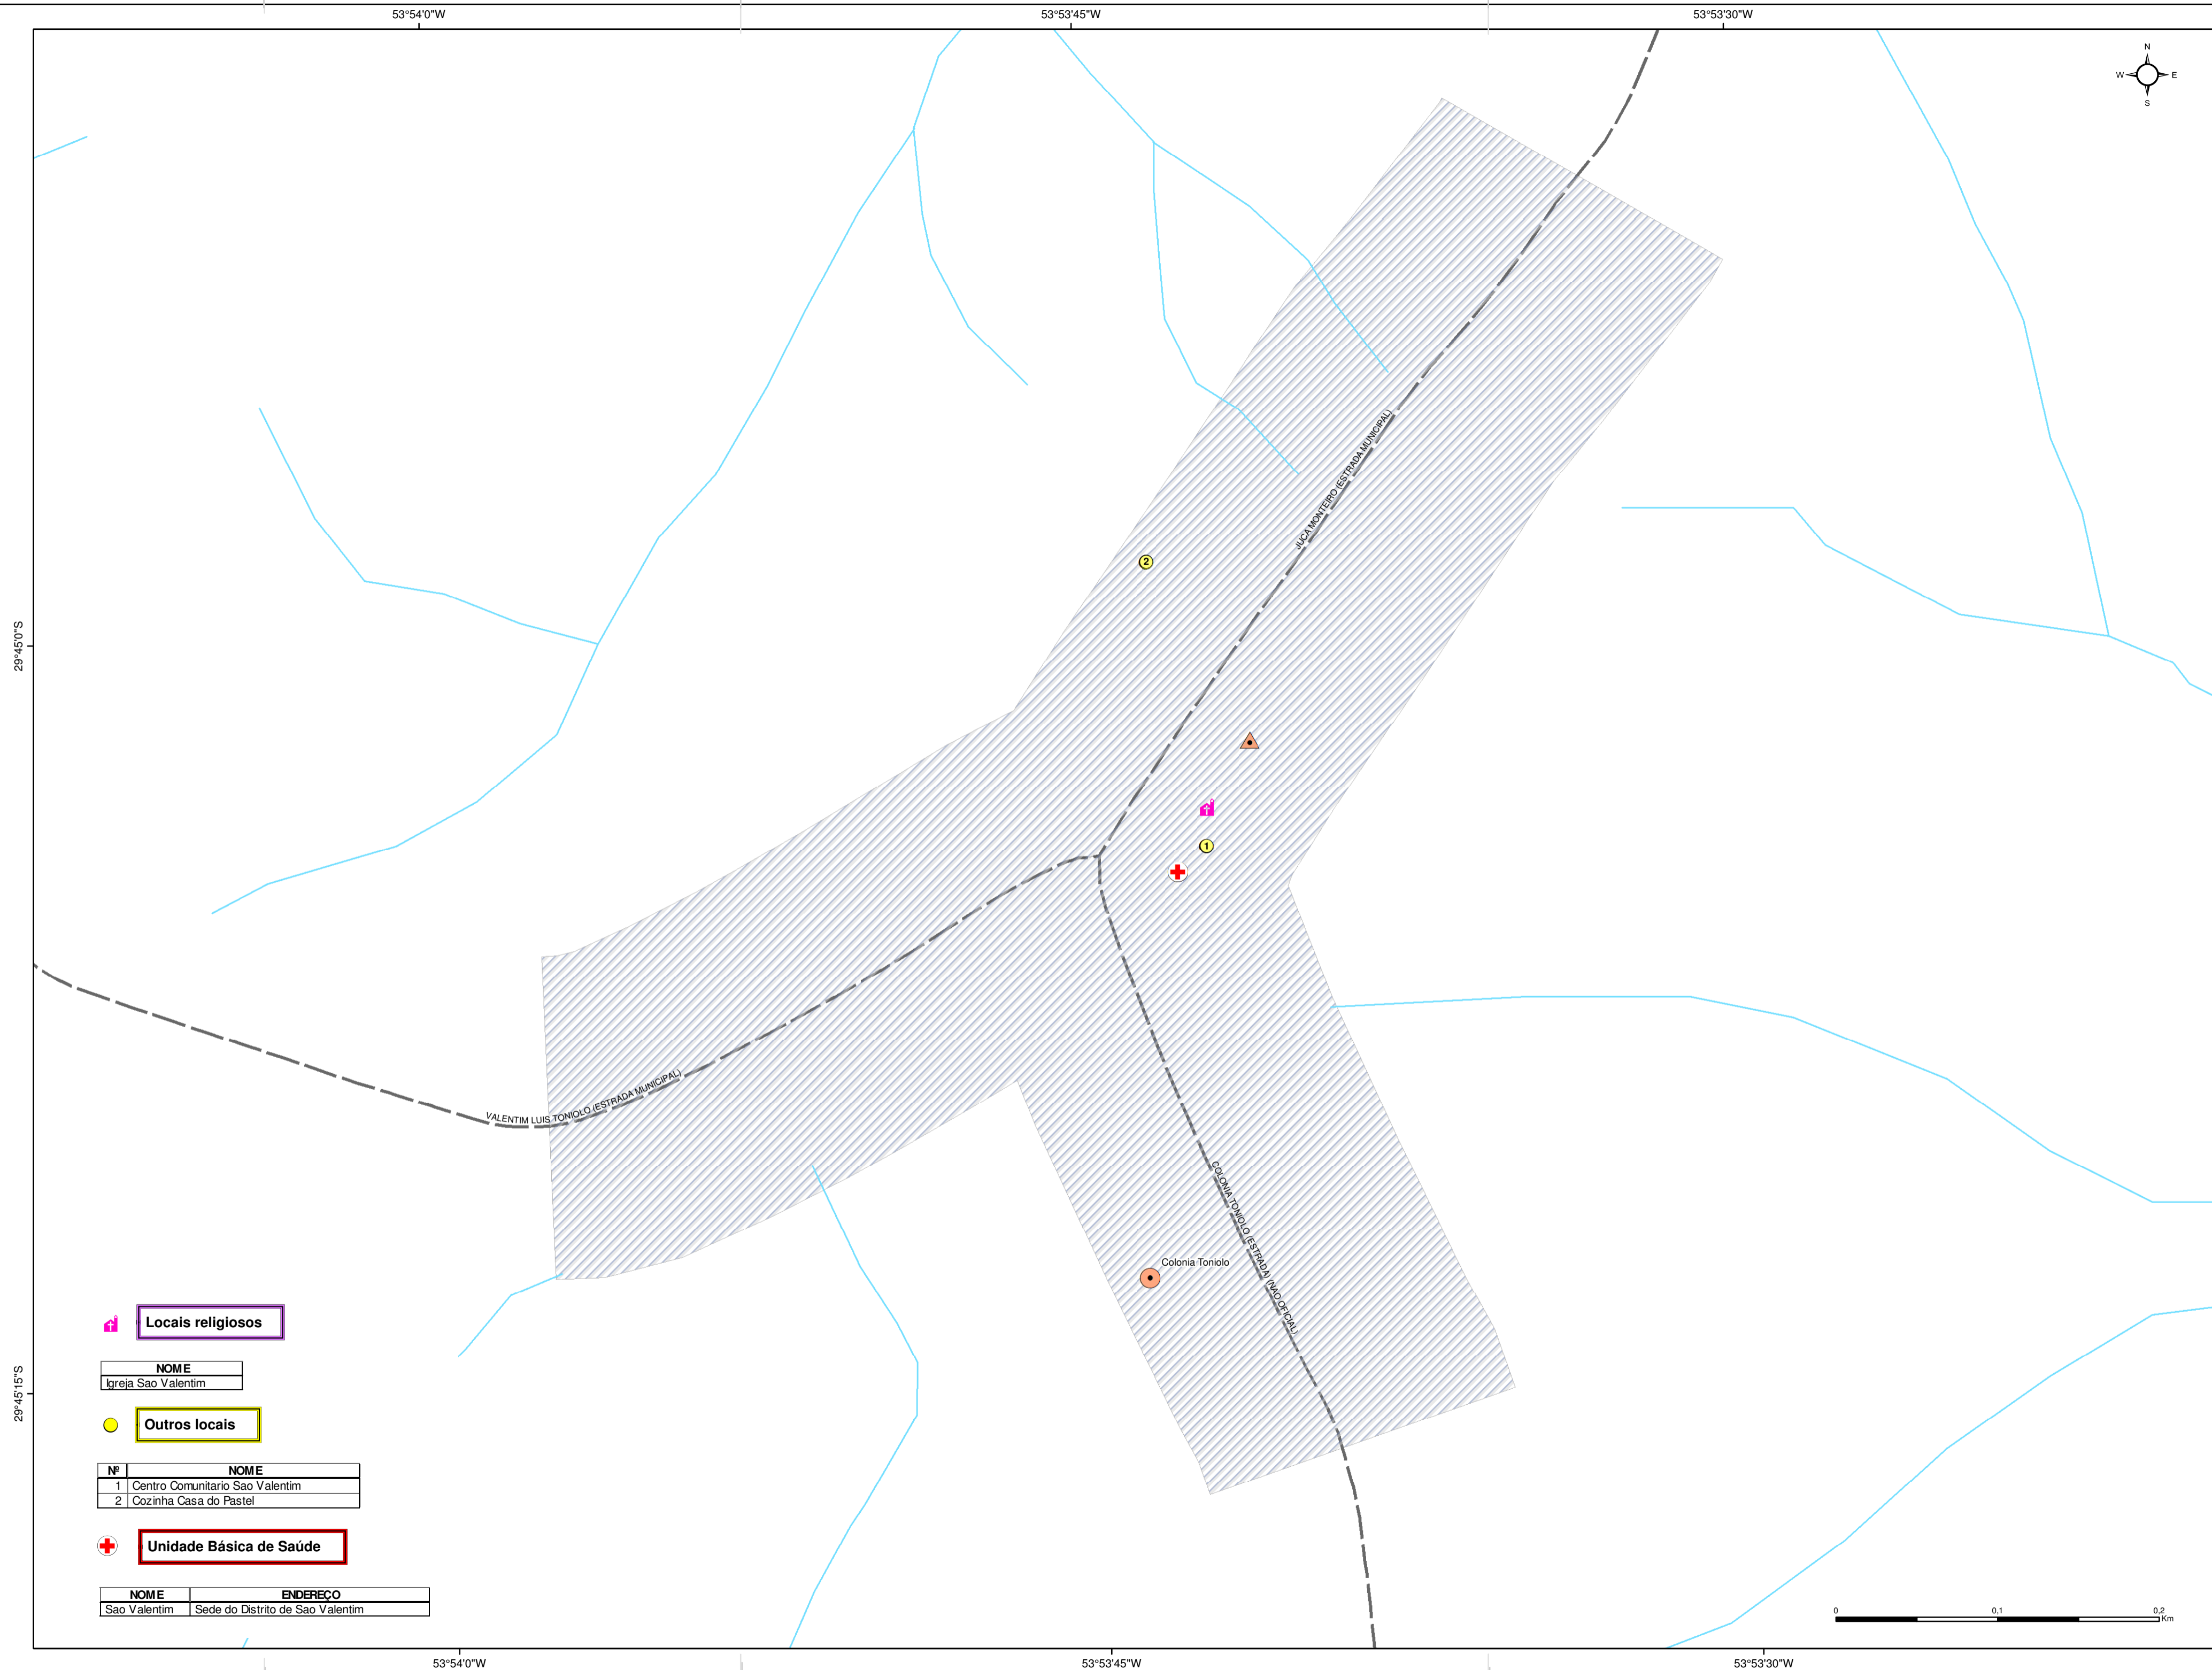 53°54'0"W
53°53'45"W
53°53'30"W
N
W
E
S
JUCA MONTEIRO (ESTRADA MUNICIPAL)
2
29°45'0"S
1
VALENTIM LUIS TONIOLO (ESTRADA MUNICIPAL)
COLONIA TONIOLO (ESTRADA) (NAO OFICIAL)
Colonia Toniolo
Locais religiosos
NOME
Igreja Sao Valentim
29°45'15"S
Outros locais
Nº NOME
1 Centro Comunitario Sao Valentim
2 Cozinha Casa do Pastel
Unidade Básica de Saúde
NOME ENDEREÇO
Sao Valentim Sede do Distrito de Sao Valentim
0 0,1 0,2
Km
53°54'0"W
53°53'45"W
53°53'30"W